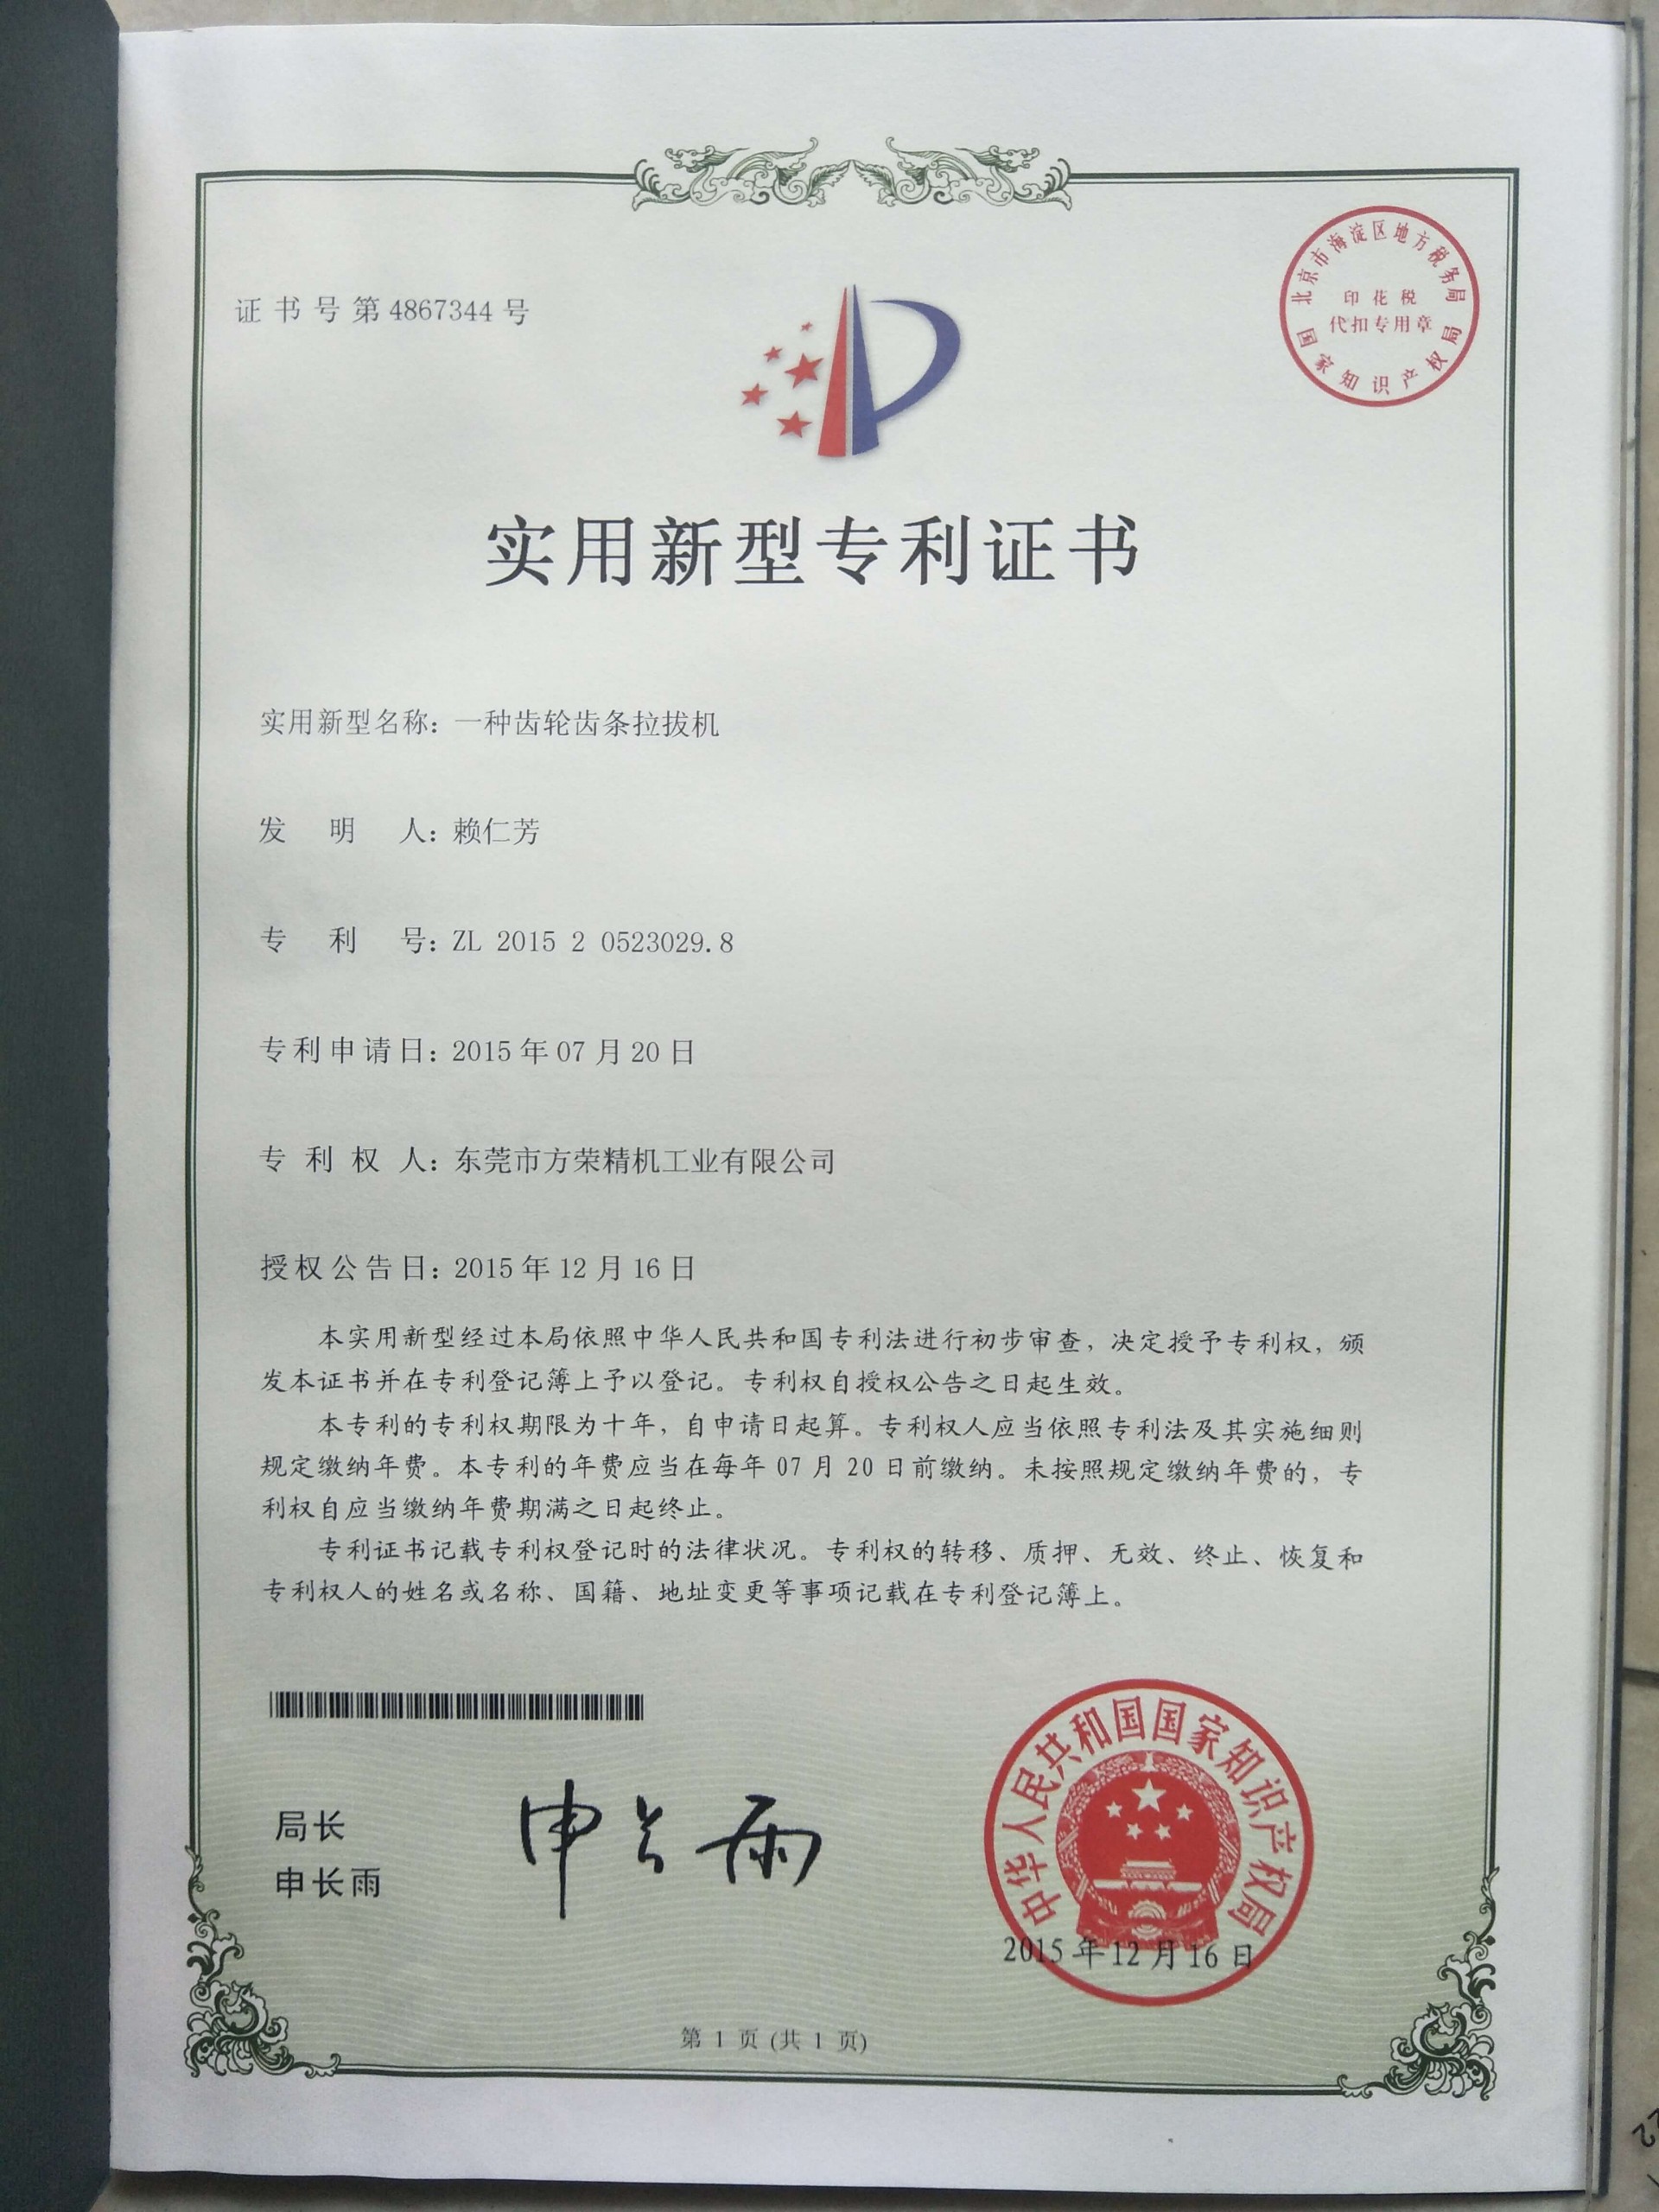 证书号第4867344号
北京市海淀区地方税务局
印花税
代扣专用章
国家知识产权局
实用新型专利证书
实用新型名称：一种齿轮齿条拉拔机
发明人：赖仁芳
专利号：ZL 2015 2 0523029.8
专利申请日：2015年07月20日
专利权人：东莞市方荣精机工业有限公司
授权公告日：2015年12月16日
本实用新型经过本局依照中华人民共和国专利法进行初步审查，决定授予专利权，颁
发本证书并在专利登记簿上予以登记。专利权自授权公告之日起生效。
本专利的专利权期限为十年，自申请日起算。专利权人应当依照专利法及其实施细则
规定缴纳年费。本专利的年费应当在每年07月20日前缴纳。未按照规定缴纳年费的，专
利权自应当缴纳年费期满之日起终止。
专利证书记载专利权登记时的法律状况。专利权的转移、质押、无效、终止、恢复和
专利权人的姓名或名称、国籍、地址变更等事项记载在专利登记簿上。
局长
申长雨
申长雨
中华人民共和国国家知识产权局
2015年12月16日
第 1 页 (共 1 页)